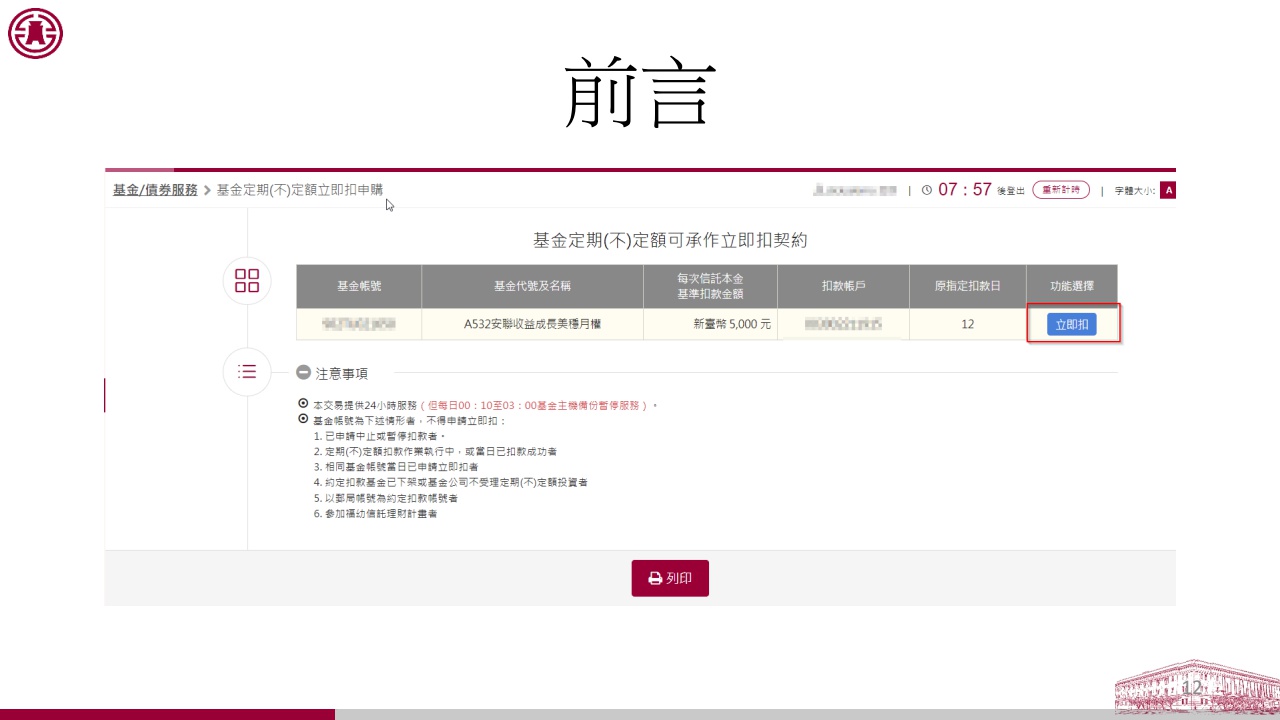 前言
基金/債券服務 > 基金定期(不)定額立即扣申購
| 07：57 後登出 重新計時 | 字體大小: A
基金定期(不)定額可承作立即扣契約
基金帳號 基金代號及名稱 每次信託本金 基準扣款金額 扣款帳戶 原指定扣款日 功能選擇
A532安聯收益成長美穩月權 新臺幣 5,000 元 12 立即扣
注意事項
本交易提供24小時服務（但每日00：10至03：00基金主機備份暫停服務）。
基金帳號為下述情形者，不得申請立即扣：
1. 已申請中止或暫停扣款者。
2. 定期(不)定額扣款作業執行中，或當日已扣款成功者
3. 相同基金帳號當日已申請立即扣者
4. 約定扣款基金已下架或基金公司不受理定期(不)定額投資者
5. 以郵局帳號為約定扣款帳號者
6. 參加福幼信託理財計畫者
列印
12